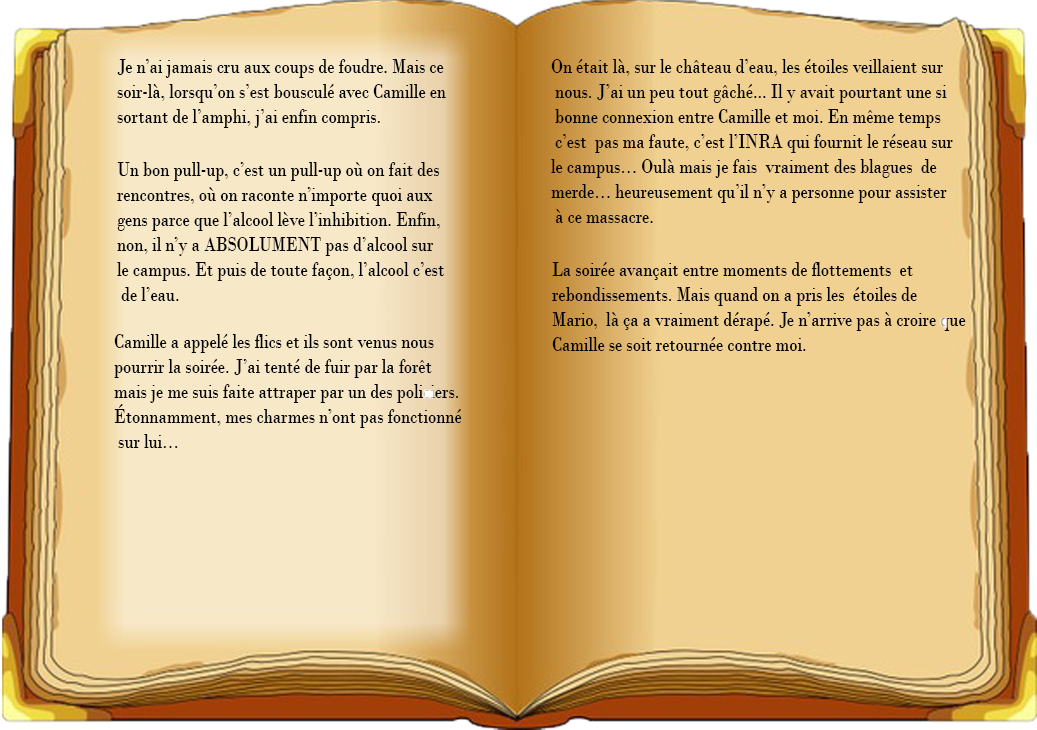 Je n'ai jamais cru aux coups de foudre. Mais ce
soir-là, lorsqu'on s'est bousculé avec Camille en
sortant de l'amphi, j'ai enfin compris.
Un bon pull-up, c'est un pull-up où on fait des
rencontres, où on raconte n'importe quoi aux
gens parce que l'alcool lève l'inhibition. Enfin,
non, il n'y a ABSOLUMENT pas d'alcool sur
le campus. Et puis de toute façon, l'alcool c'est
de l'eau.
Camille a appelé les flics et ils sont venus nous
pourrir la soirée. J'ai tenté de fuir par la forêt
mais je me suis faite attraper par un des policiers.
Étonnamment, mes charmes n'ont pas fonctionné
sur lui…
On était là, sur le château d'eau, les étoiles veillaient sur
nous. J'ai un peu tout gâché... Il y avait pourtant une si
bonne connexion entre Camille et moi. En même temps
c'est pas ma faute, c'est l'INRA qui fournit le réseau sur
le campus… Oulà mais je fais vraiment des blagues de
merde… heureusement qu'il n'y a personne pour assister
à ce massacre.
La soirée avançait entre moments de flottements et
rebondissements. Mais quand on a pris les étoiles de
Mario, là ça a vraiment dérapé. Je n'arrive pas à croire que
Camille se soit retournée contre moi.